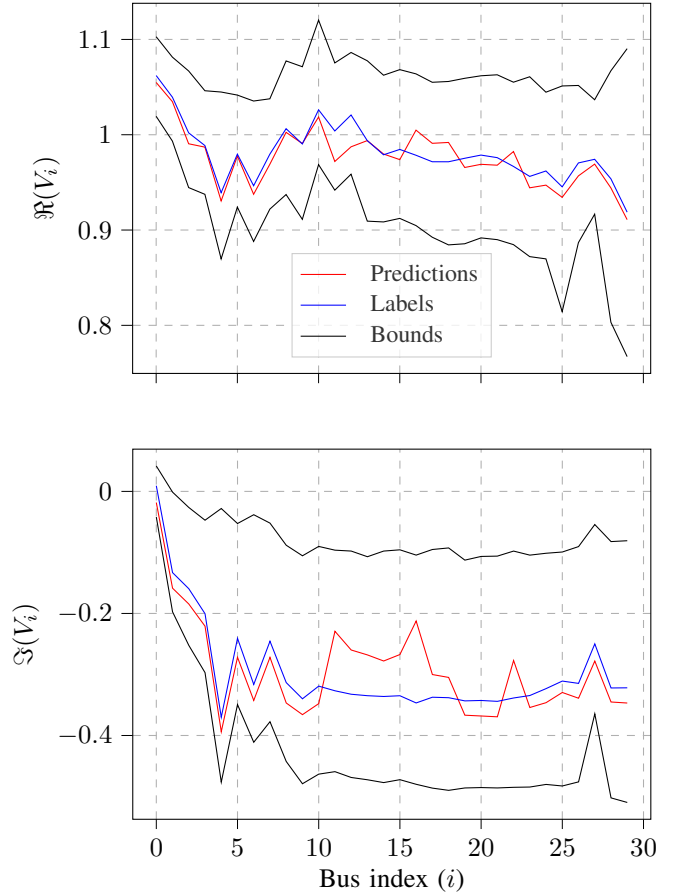 1.1
1
0.9
0.8
ℜ(V_i)
Predictions
Labels
Bounds
0
−0.2
−0.4
ℑ(V_i)
0 5 10 15 20 25 30
Bus index (i)